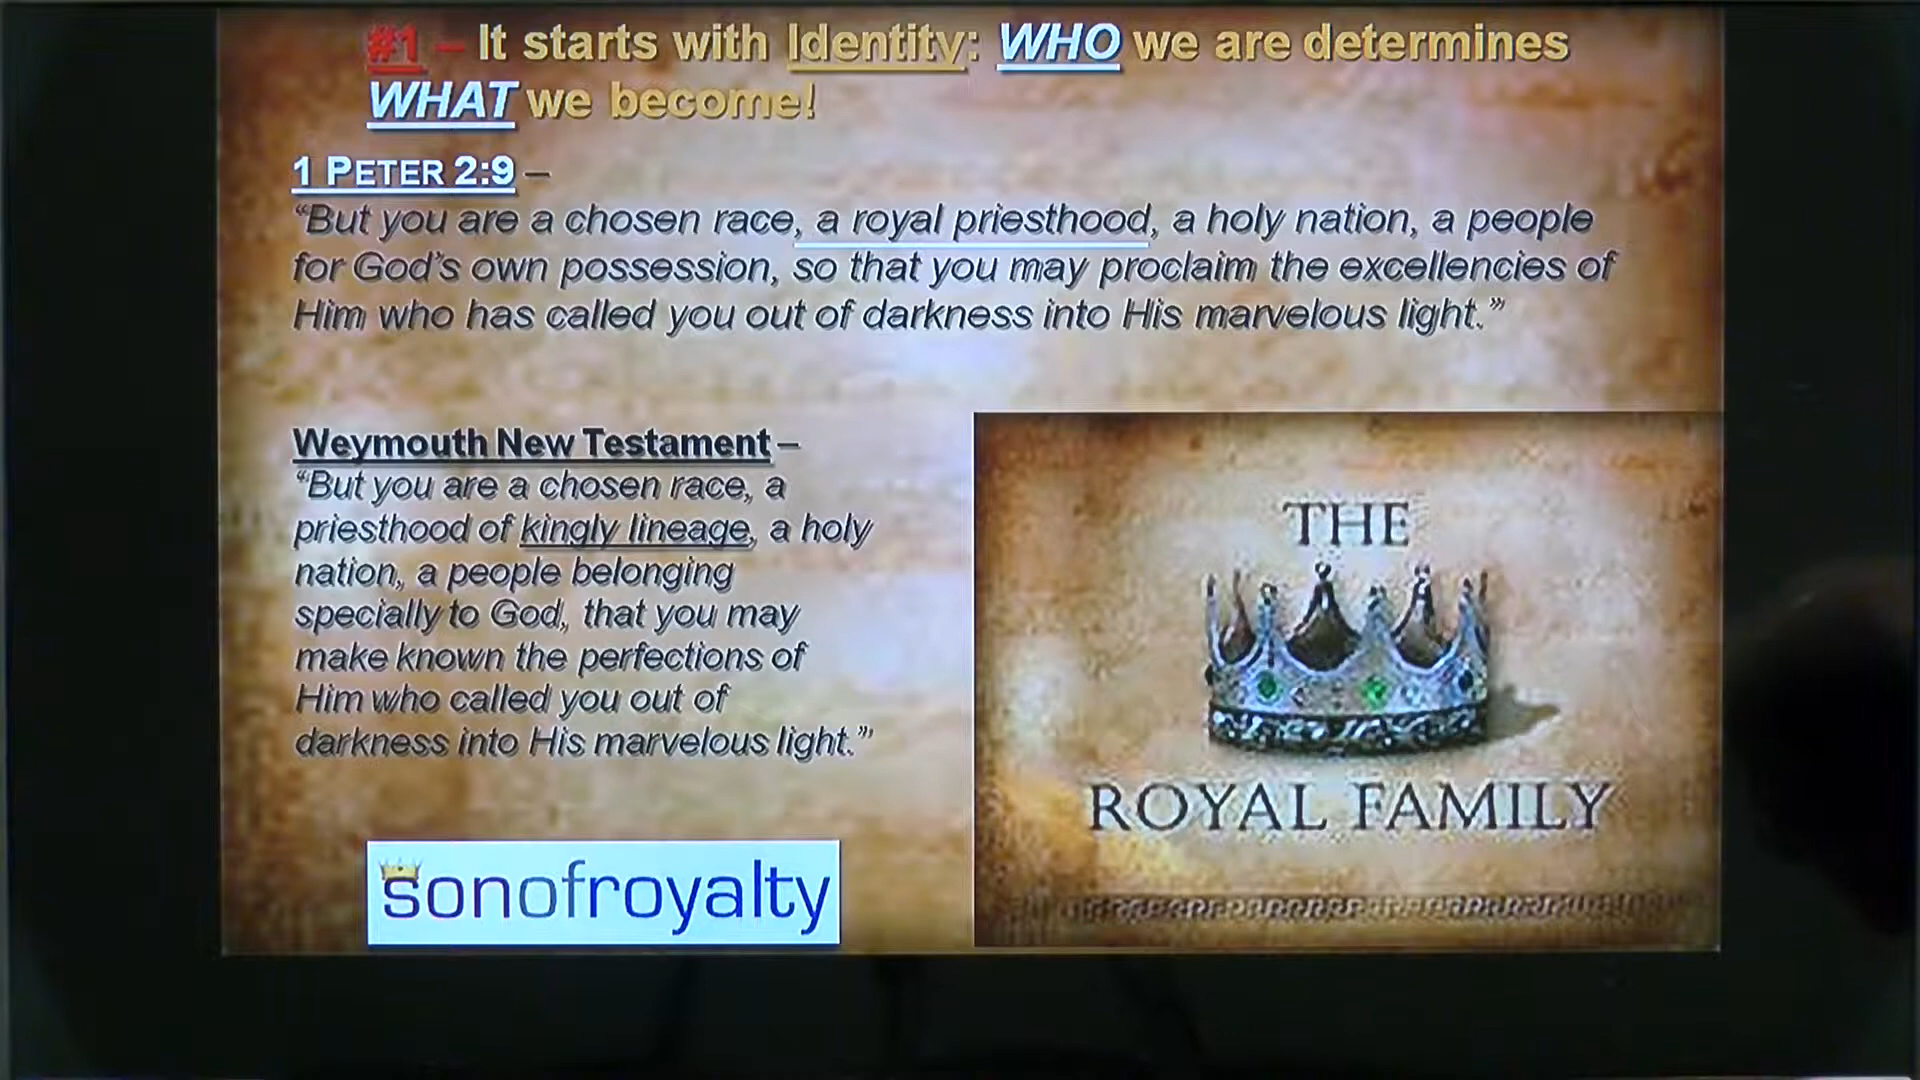 #1 – It starts with Identity: WHO we are determines
WHAT we become!
1 PETER 2:9 –
“But you are a chosen race, a royal priesthood, a holy nation, a people
for God’s own possession, so that you may proclaim the excellencies of
Him who has called you out of darkness into His marvelous light.”
Weymouth New Testament –
“But you are a chosen race, a
priesthood of kingly lineage, a holy
nation, a people belonging
specially to God, that you may
make known the perfections of
Him who called you out of
darkness into His marvelous light.”’
THE
ROYAL FAMILY
sonofroyalty